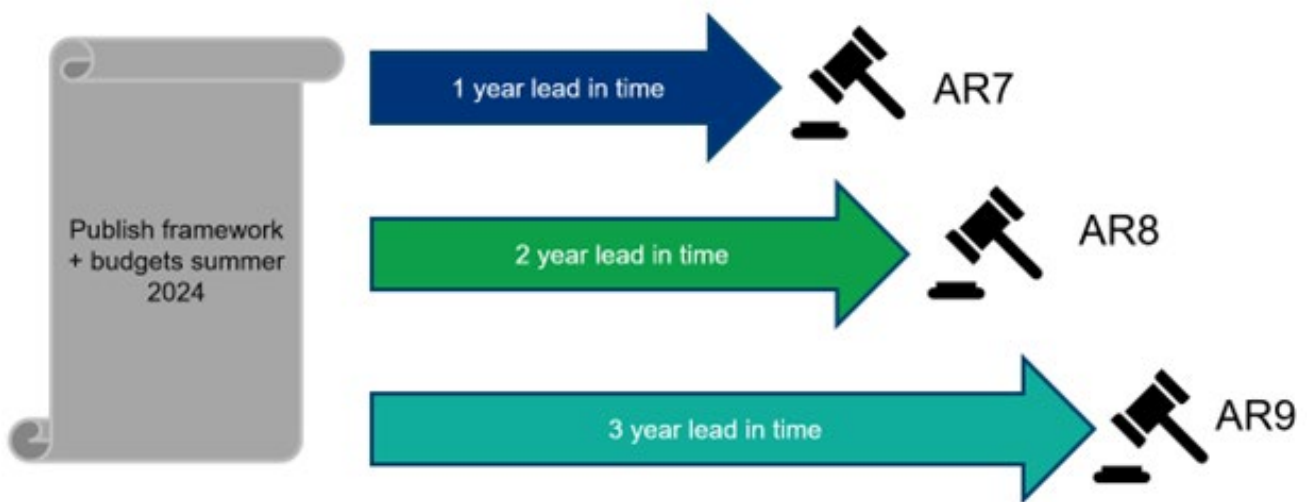 Publish framework
+ budgets summer
2024
1 year lead in time
AR7
2 year lead in time
AR8
3 year lead in time
AR9